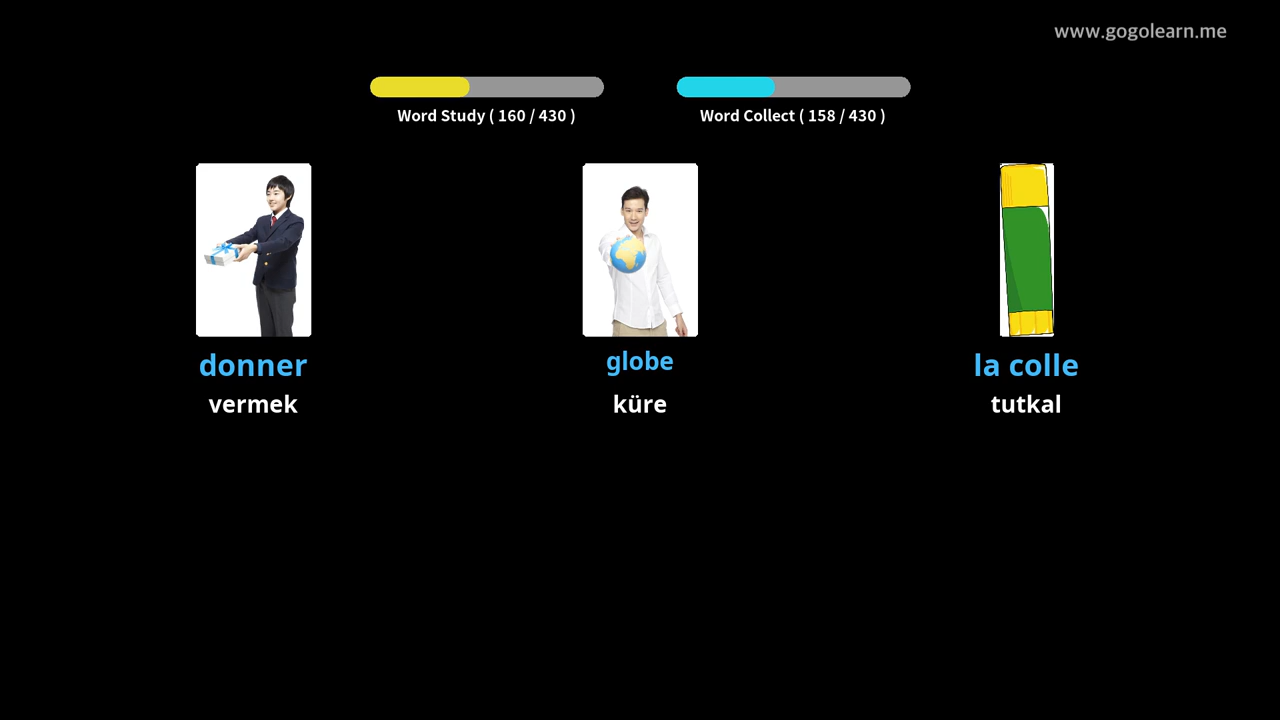 www.gogolearn.me
Word Study ( 160 / 430 )
Word Collect ( 158 / 430 )
donner
globe
la colle
vermek
küre
tutkal